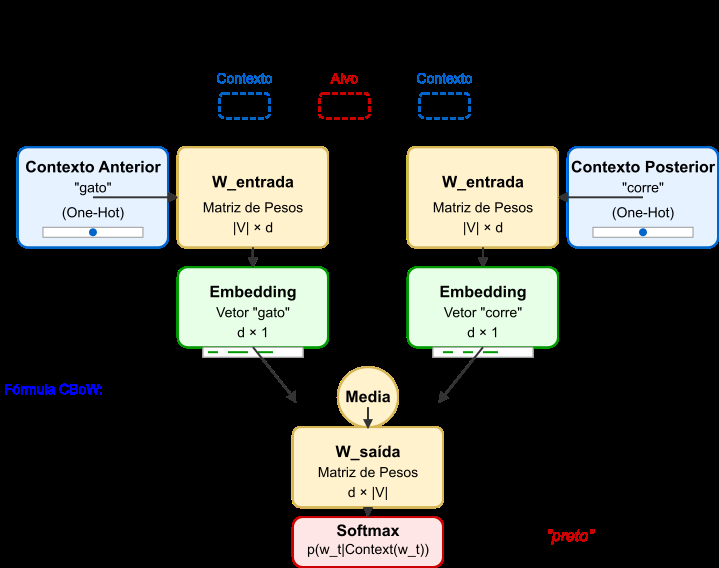 Contexto Alvo Contexto
Contexto Anterior
"gato"
(One-Hot)
W_entrada
Matriz de Pesos
|V| × d
W_entrada
Matriz de Pesos
|V| × d
Contexto Posterior
"corre"
(One-Hot)
Embedding
Vetor "gato"
d × 1
Embedding
Vetor "corre"
d × 1
Fórmula CBoW:
Media
W_saída
Matriz de Pesos
d × |V|
Softmax
p(w_t|Context(w_t))
"preto"